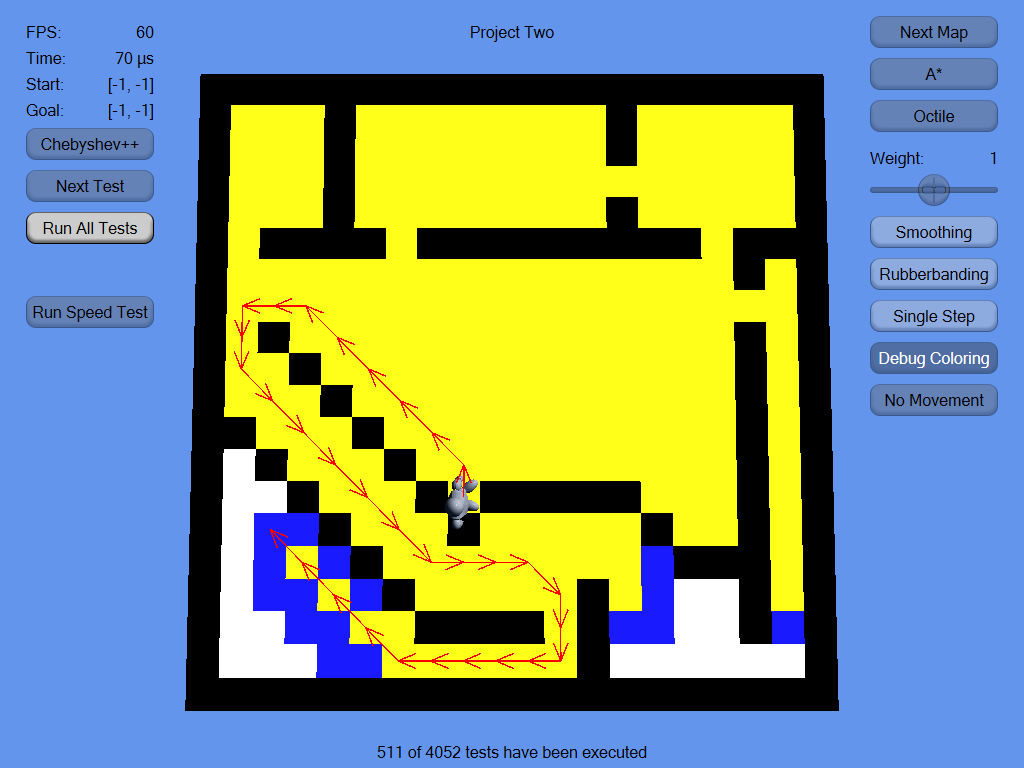 FPS: 60
Time: 70 µs
Start: [-1, -1]
Goal: [-1, -1]
Chebyshev++
Next Test
Run All Tests
Run Speed Test
Project Two
Next Map
A*
Octile
Weight: 1
Smoothing
Rubberbanding
Single Step
Debug Coloring
No Movement
511 of 4052 tests have been executed